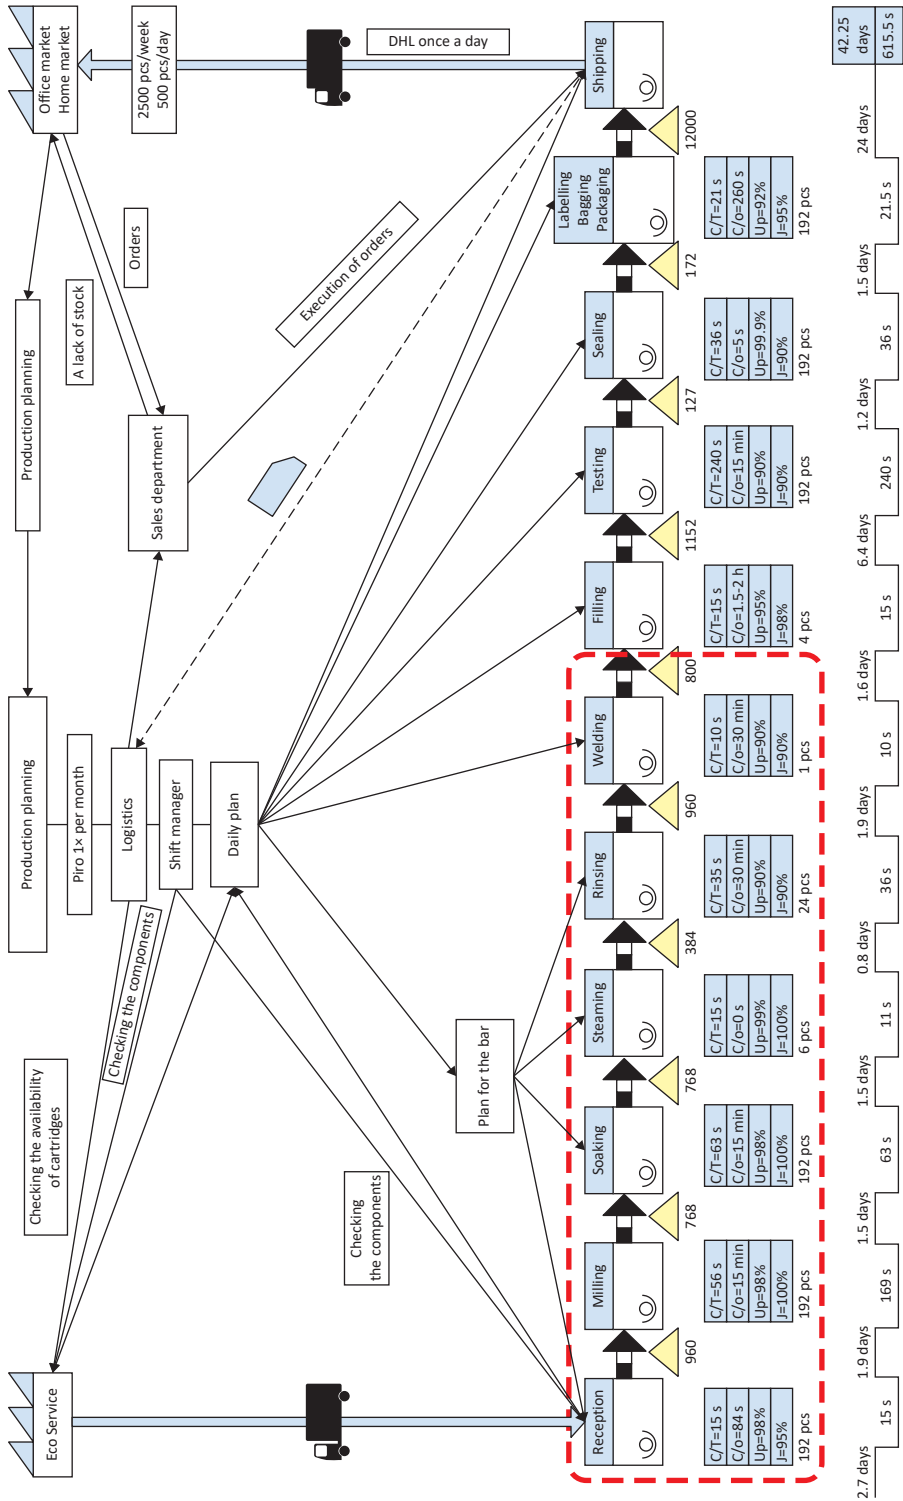 Eco Service
Production planning
Piro 1× per month
Logistics
Shift manager
Daily plan
Production planning
Office market
Home market
Checking the availability
of cartridges
Checking the components
Checking
the components
Plan for the bar
Sales department
A lack of stock
Orders
Execution of orders
2500 pcs/week
500 pcs/day
DHL once a day
Reception
Milling
Soaking
Steaming
Rinsing
Welding
Filling
Testing
Sealing
Labelling
Bagging
Packaging
Shipping
960
768
768
384
960
800
1152
127
172
12000
C/T=15 s
C/o=84 s
Up=98%
J=95%
192 pcs
C/T=56 s
C/o=15 min
Up=98%
J=100%
192 pcs
C/T=63 s
C/o=15 min
Up=98%
J=100%
192 pcs
C/T=15 s
C/o=0 s
Up=99%
J=100%
6 pcs
C/T=35 s
C/o=30 min
Up=90%
J=90%
24 pcs
C/T=10 s
C/o=30 min
Up=90%
J=90%
1 pcs
C/T=15 s
C/o=1.5-2 h
Up=95%
J=98%
4 pcs
C/T=240 s
C/o=15 min
Up=90%
J=90%
192 pcs
C/T=36 s
C/o=5 s
Up=99.9%
J=90%
192 pcs
C/T=21 s
C/o=260 s
Up=92%
J=95%
192 pcs
2.7 days
15 s
1.9 days
169 s
1.5 days
63 s
1.5 days
11 s
0.8 days
36 s
1.9 days
10 s
1.6 days
15 s
6.4 days
240 s
1.2 days
36 s
1.5 days
21.5 s
24 days
42.25
days
615.5 s